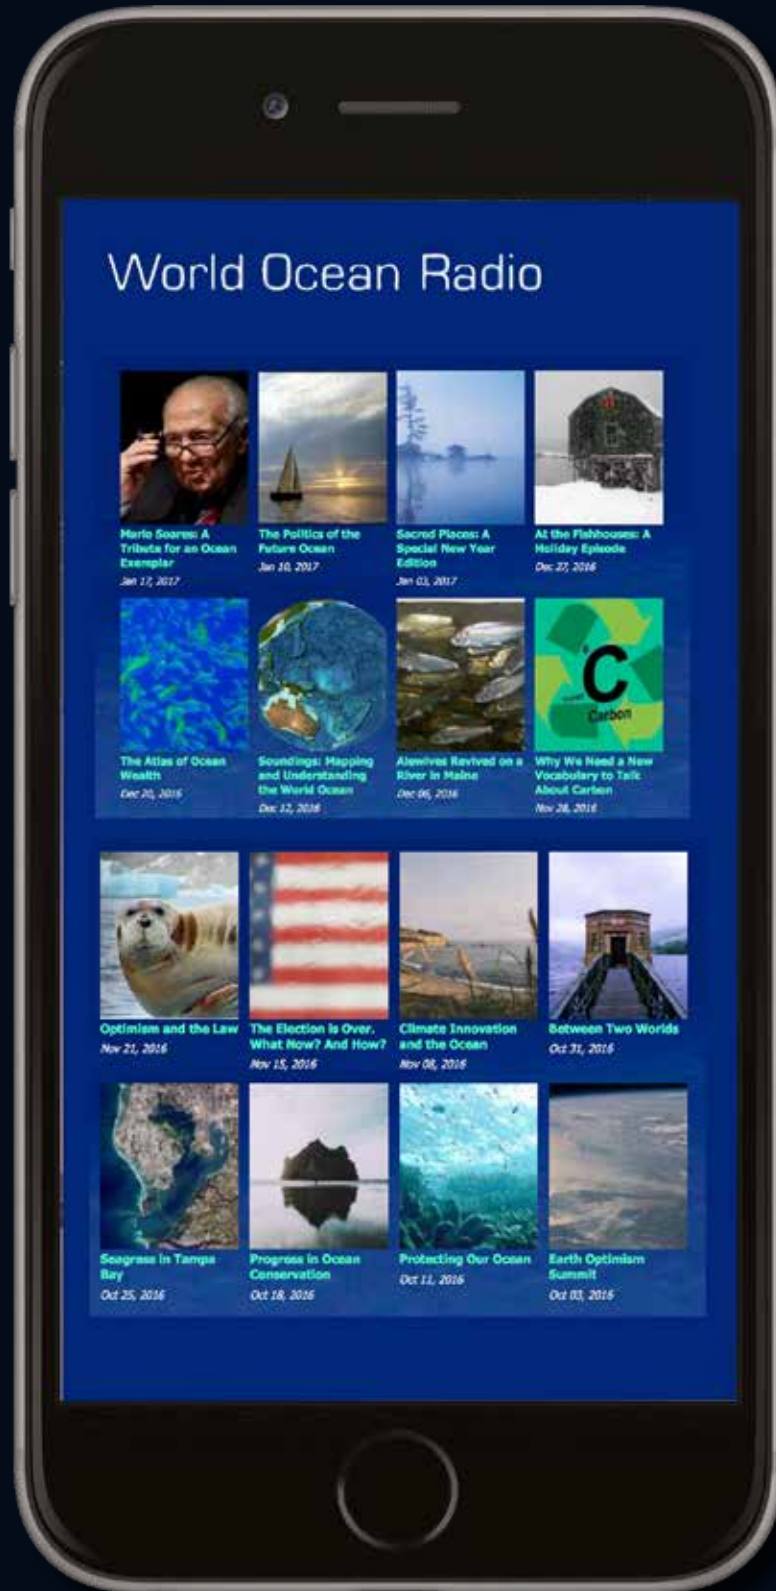 World Ocean Radio
Mario Soares: A
Tribute for an Ocean
Exemplar
Jan 17, 2017
The Politics of the
Future Ocean
Jan 10, 2017
Sacred Places: A
Special New Year
Edition
Jan 03, 2017
At the Fishhouses: A
Holiday Episode
Dec 27, 2016
C
Carbon
The Atlas of Ocean
Wealth
Dec 20, 2016
Soundings: Mapping
and Understanding
the World Ocean
Dec 12, 2016
Alewives Revived on a
River in Maine
Dec 06, 2016
Why We Need a New
Vocabulary to Talk
About Carbon
Nov 28, 2016
Optimism and the Law
Nov 21, 2016
The Election is Over.
What Now? And How?
Nov 15, 2016
Climate Innovation
and the Ocean
Nov 08, 2016
Between Two Worlds
Oct 31, 2016
Seagrass in Tampa
Bay
Oct 25, 2016
Progress in Ocean
Conservation
Oct 18, 2016
Protecting Our Ocean
Oct 11, 2016
Earth Optimism
Summit
Oct 03, 2016